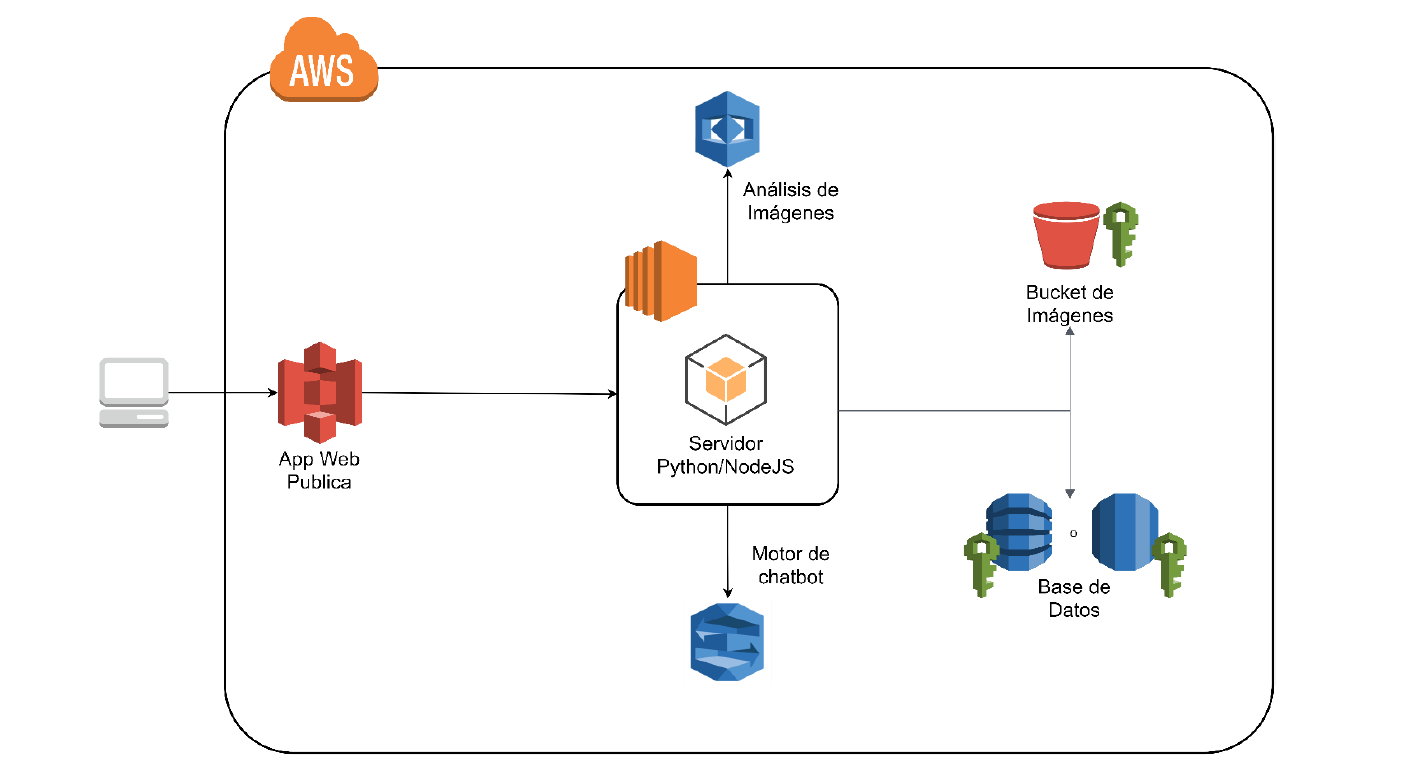 AWS
Análisis de
Imágenes
Bucket de
Imágenes
App Web
Publica
Servidor
Python/NodeJS
Motor de
chatbot
o
Base de
Datos